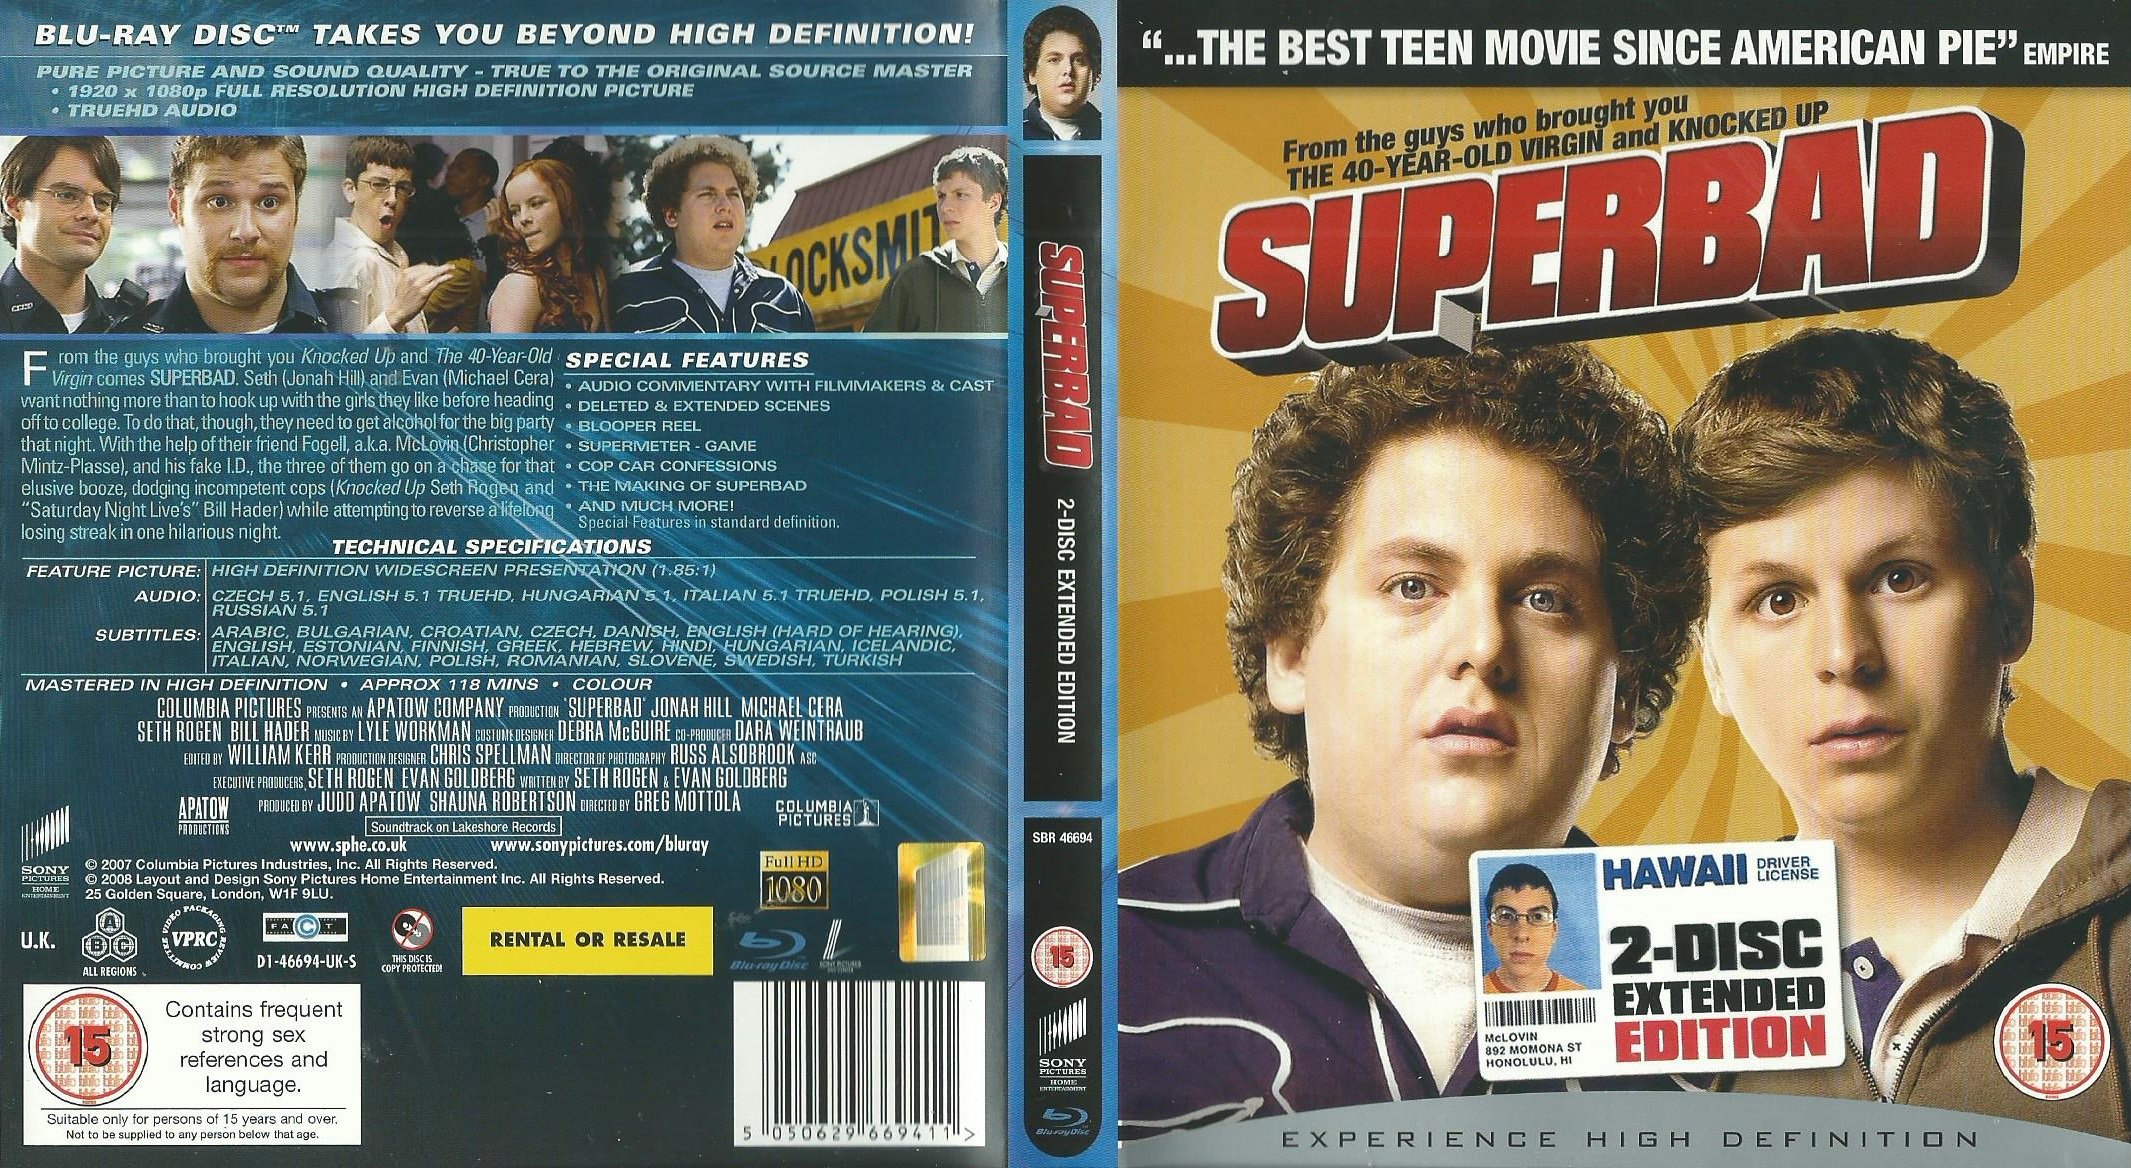 BLU-RAY DISC™ TAKES YOU BEYOND HIGH DEFINITION!
PURE PICTURE AND SOUND QUALITY - TRUE TO THE ORIGINAL SOURCE MASTER
• 1920 x 1080p FULL RESOLUTION HIGH DEFINITION PICTURE
• TRUEHD AUDIO
LOCKSMIT
From the guys who brought you Knocked Up and The 40-Year-Old
Virgin comes SUPERBAD. Seth (Jonah Hill) and Evan (Michael Cera)
want nothing more than to hook up with the girls they like before heading
off to college. To do that, though, they need to get alcohol for the big party
that night. With the help of their friend Fogell, a.k.a. McLovin (Christopher
Mintz-Plasse), and his fake I.D., the three of them go on a chase for that
elusive booze, dodging incompetent cops (Knocked Up Seth Rogen and
"Saturday Night Live's" Bill Hader) while attempting to reverse a lifelong
losing streak in one hilarious night.
SPECIAL FEATURES
• AUDIO COMMENTARY WITH FILMMAKERS & CAST
• DELETED & EXTENDED SCENES
• BLOOPER REEL
• SUPERMETER - GAME
• COP CAR CONFESSIONS
• THE MAKING OF SUPERBAD
• AND MUCH MORE!
Special Features in standard definition.
TECHNICAL SPECIFICATIONS
FEATURE PICTURE: HIGH DEFINITION WIDESCREEN PRESENTATION (1.85:1)
AUDIO: CZECH 5.1, ENGLISH 5.1 TRUEHD, HUNGARIAN 5.1, ITALIAN 5.1 TRUEHD, POLISH 5.1,
RUSSIAN 5.1
SUBTITLES: ARABIC, BULGARIAN, CROATIAN, CZECH, DANISH, ENGLISH (HARD OF HEARING),
ENGLISH, ESTONIAN, FINNISH, GREEK, HEBREW, HINDI, HUNGARIAN, ICELANDIC,
ITALIAN, NORWEGIAN, POLISH, ROMANIAN, SLOVENE, SWEDISH, TURKISH
MASTERED IN HIGH DEFINITION • APPROX 118 MINS • COLOUR
COLUMBIA PICTURES PRESENTS AN APATOW COMPANY PRODUCTION 'SUPERBAD' JONAH HILL MICHAEL CERA
SETH ROGEN BILL HADER MUSIC BY LYLE WORKMAN COSTUME DESIGNER DEBRA McGUIRE CO-PRODUCER DARA WEINTRAUB
EDITED BY WILLIAM KERR PRODUCTION DESIGNER CHRIS SPELLMAN DIRECTOR OF PHOTOGRAPHY RUSS ALSOBROOK ASC
EXECUTIVE PRODUCERS SETH ROGEN EVAN GOLDBERG WRITTEN BY SETH ROGEN & EVAN GOLDBERG
PRODUCED BY JUDD APATOW SHAUNA ROBERTSON DIRECTED BY GREG MOTTOLA
APATOW
PRODUCTIONS
COLUMBIA
PICTURES
Soundtrack on Lakeshore Records
www.sphe.co.uk www.sonypictures.com/bluray
SONY
PICTURES
HOME
ENTERTAINMENT
© 2007 Columbia Pictures Industries, Inc. All Rights Reserved.
© 2008 Layout and Design Sony Pictures Home Entertainment Inc. All Rights Reserved.
25 Golden Square, London, W1F 9LU.
Full HD
1080
U.K.
A
B C
ALL REGIONS
VIDEO PACKAGING REVIEW COMMITTEE
VPRC
FACT
D1-46694-UK-S
THIS DISC IS
COPY PROTECTED!
RENTAL OR RESALE
Blu-ray Disc
SONY PICTURES
15
Contains frequent
strong sex
references and
language.
Suitable only for persons of 15 years and over.
Not to be supplied to any person below that age.
5 050629 669411 >
SUPERBAD
2-DISC EXTENDED EDITION
SBR 46694
15
SONY
PICTURES
HOME
ENTERTAINMENT
Blu-ray Disc
"...THE BEST TEEN MOVIE SINCE AMERICAN PIE" EMPIRE
From the guys who brought you
THE 40-YEAR-OLD VIRGIN and KNOCKED UP
SUPERBAD
HAWAII DRIVER
LICENSE
2-DISC
EXTENDED
EDITION
McLOVIN
892 MOMONA ST
HONOLULU, HI
15
EXPERIENCE HIGH DEFINITION